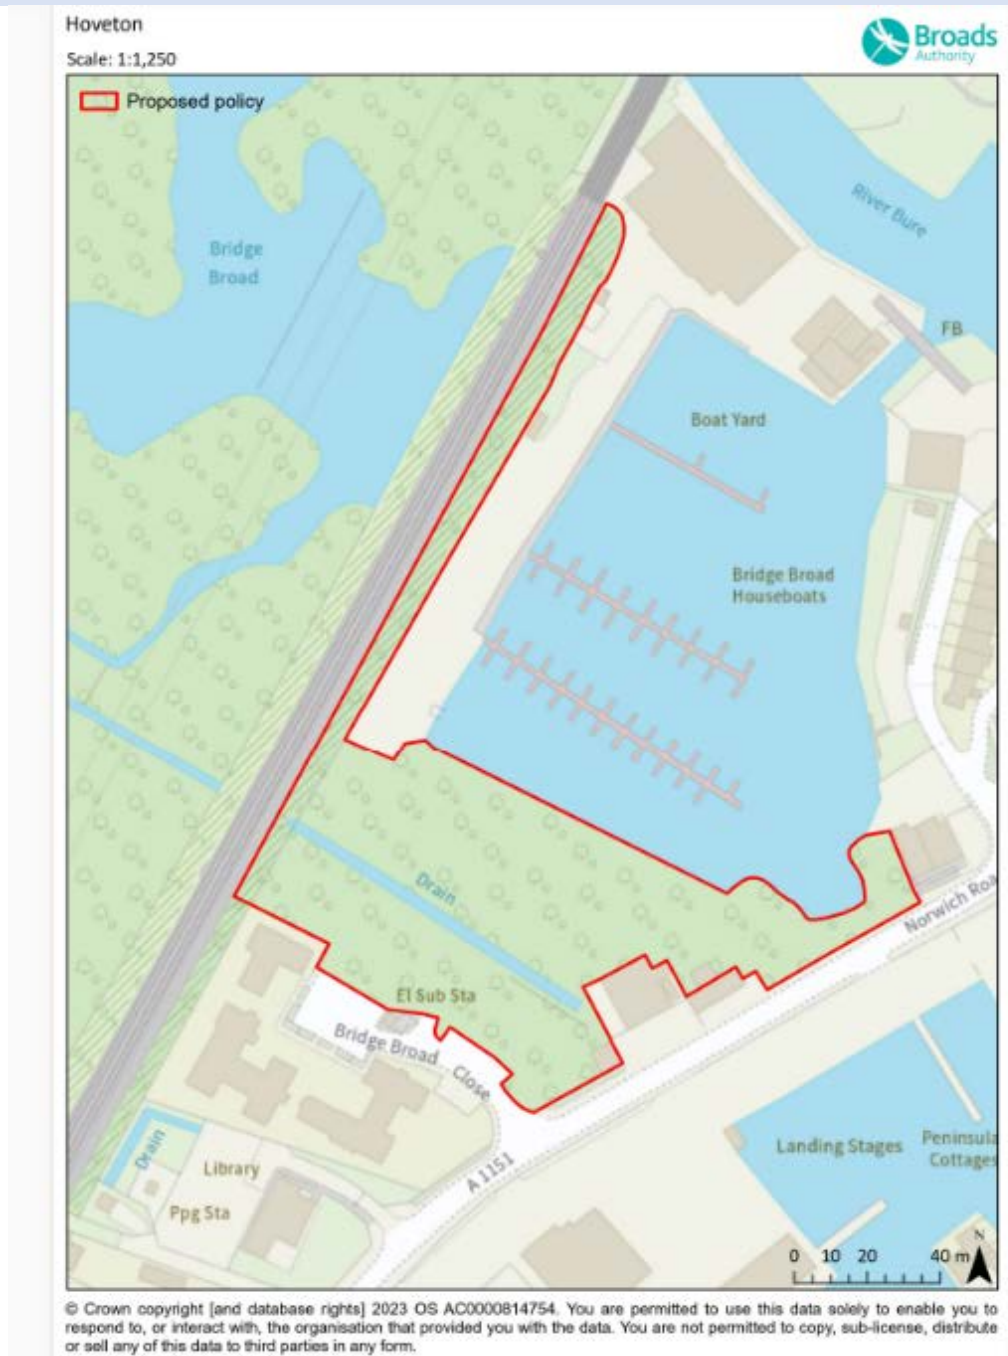 Hoveton
Scale: 1:1,250
Broads
Authority
Proposed policy
River Bure
Bridge
Broad
FB
Boat Yard
Bridge Broad
Houseboats
Drain
Norwich Roa
El Sub Sta
Bridge Broad Close
Drain
Library
Ppg Sta
A 1151
Landing Stages
Peninsula
Cottages
N
0 10 20 40 m
© Crown copyright [and database rights] 2023 OS AC0000814754. You are permitted to use this data solely to enable you to
respond to, or interact with, the organisation that provided you with the data. You are not permitted to copy, sub-license, distribute
or sell any of this data to third parties in any form.